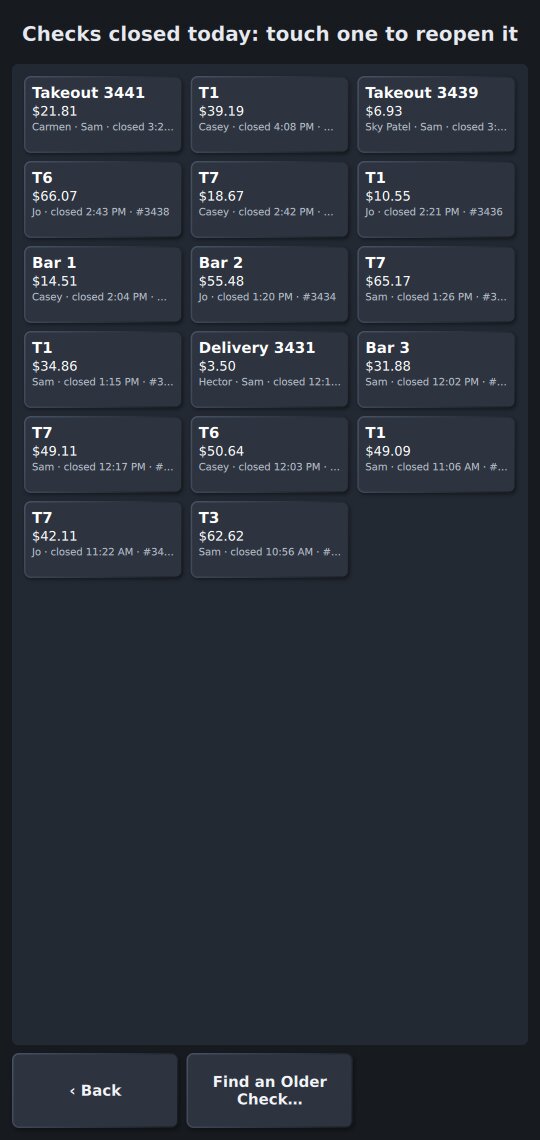 Checks closed today: touch one to reopen it
Takeout 3441
$21.81
Carmen · Sam · closed 3:2...
T1
$39.19
Casey · closed 4:08 PM · ...
Takeout 3439
$6.93
Sky Patel · Sam · closed 3:...
T6
$66.07
Jo · closed 2:43 PM · #3438
T7
$18.67
Casey · closed 2:42 PM · ...
T1
$10.55
Jo · closed 2:21 PM · #3436
Bar 1
$14.51
Casey · closed 2:04 PM · ...
Bar 2
$55.48
Jo · closed 1:20 PM · #3434
T7
$65.17
Sam · closed 1:26 PM · #3...
T1
$34.86
Sam · closed 1:15 PM · #3...
Delivery 3431
$3.50
Hector · Sam · closed 12:1...
Bar 3
$31.88
Sam · closed 12:02 PM · #...
T7
$49.11
Sam · closed 12:17 PM · #...
T6
$50.64
Casey · closed 12:03 PM · ...
T1
$49.09
Sam · closed 11:06 AM · #...
T7
$42.11
Jo · closed 11:22 AM · #34...
T3
$62.62
Sam · closed 10:56 AM · #...
‹ Back
Find an Older
Check...